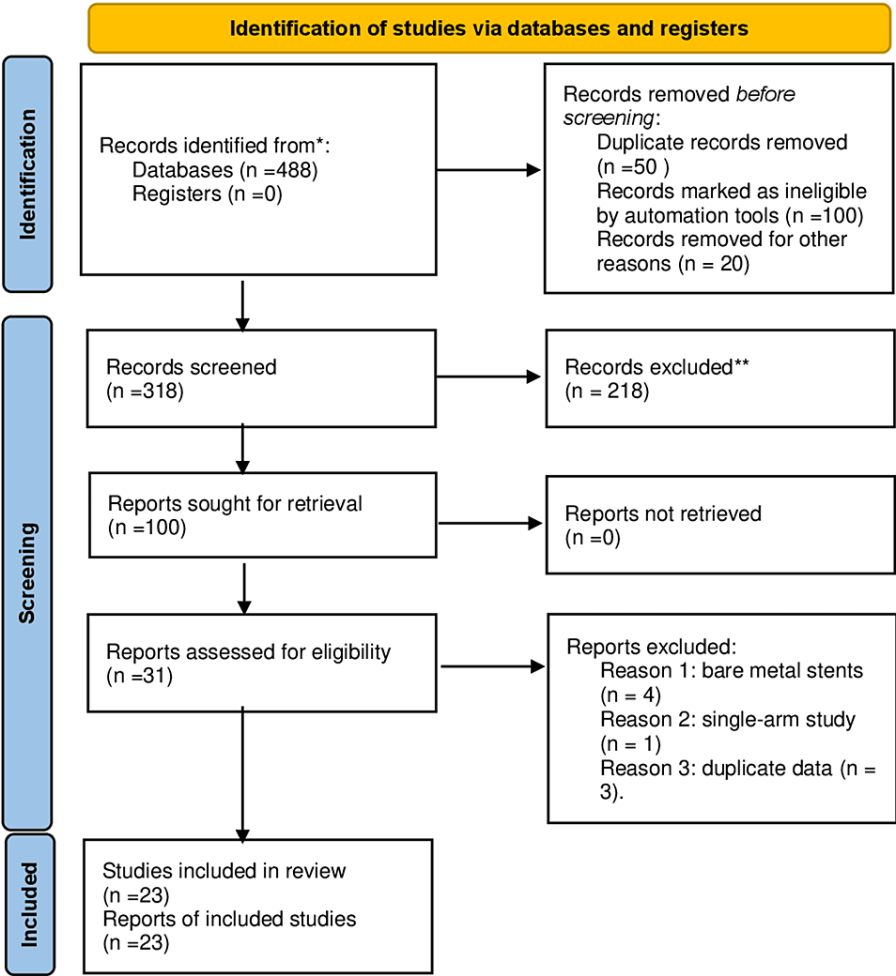 Identification of studies via databases and registers
Identification
Records identified from*:
Databases (n =488)
Registers (n =0)
Records removed before
screening:
Duplicate records removed
(n =50 )
Records marked as ineligible
by automation tools (n =100)
Records removed for other
reasons (n = 20)
Screening
Records screened
(n =318)
Records excluded**
(n = 218)
Reports sought for retrieval
(n =100)
Reports not retrieved
(n =0)
Reports assessed for eligibility
(n =31)
Reports excluded:
Reason 1: bare metal stents
(n = 4)
Reason 2: single-arm study
(n = 1)
Reason 3: duplicate data (n =
3).
Included
Studies included in review
(n =23)
Reports of included studies
(n =23)